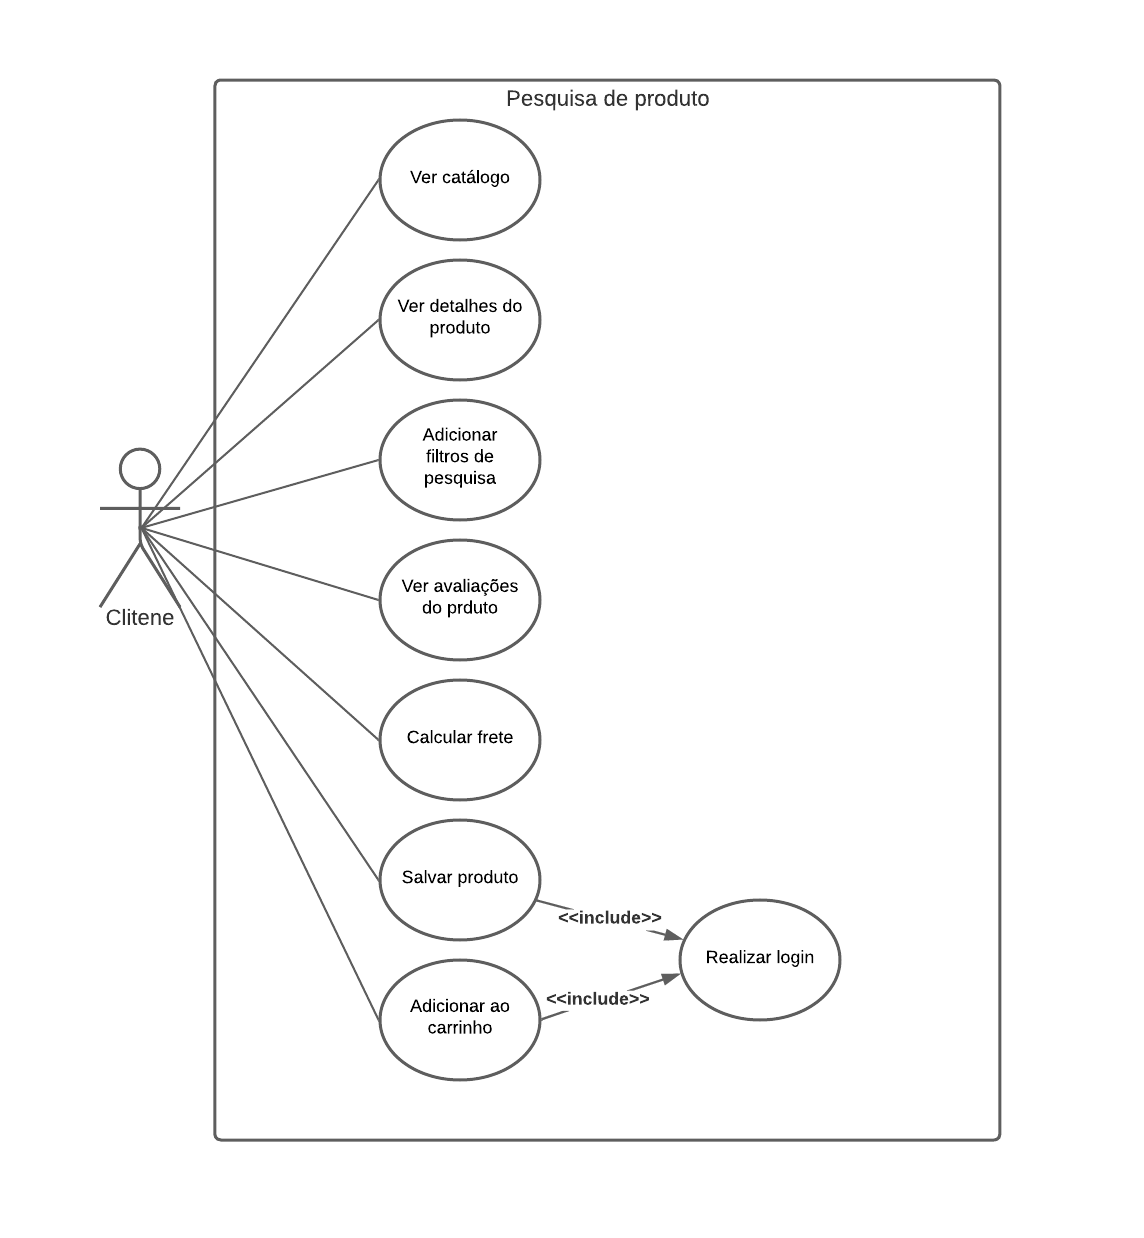 Pesquisa de produto
Ver catálogo
Ver detalhes do
produto
Adicionar
filtros de
pesquisa
Ver avaliações
do prduto
Clitene
Calcular frete
Salvar produto
<<include>>
Realizar login
<<include>>
Adicionar ao
carrinho